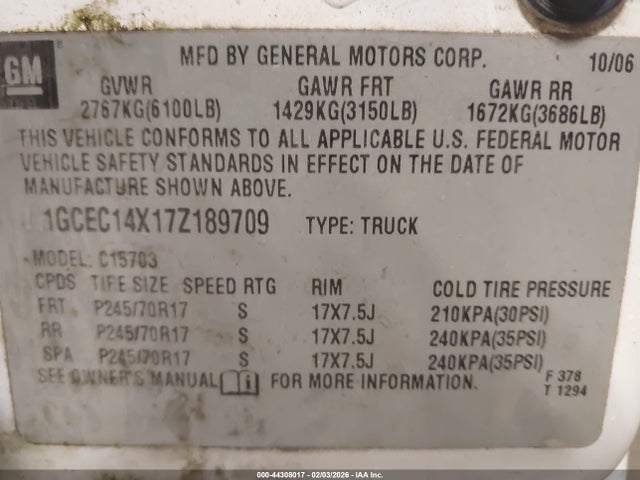 GM
MFD BY GENERAL MOTORS CORP. 10/06
GVWR GAWR FRT GAWR RR
2767KG(6100LB) 1429KG(3150LB) 1672KG(3686LB)
THIS VEHICLE CONFORMS TO ALL APPLICABLE U.S. FEDERAL MOTOR
VEHICLE SAFETY STANDARDS IN EFFECT ON THE DATE OF
MANUFACTURE SHOWN ABOVE.
1GCEC14X17Z189709 TYPE: TRUCK
MODEL: C15703
CPDS TIRE SIZE SPEED RTG RIM COLD TIRE PRESSURE
FRT P245/70R17 S 17X7.5J 210KPA(30PSI)
RR P245/70R17 S 17X7.5J 240KPA(35PSI)
SPA P245/70R17 S 17X7.5J 240KPA(35PSI)
SEE OWNER'S MANUAL FOR MORE INFORMATION.
F 378
T 1294
COPY - 44308017 - 02/03/2026 - IAA Inc.